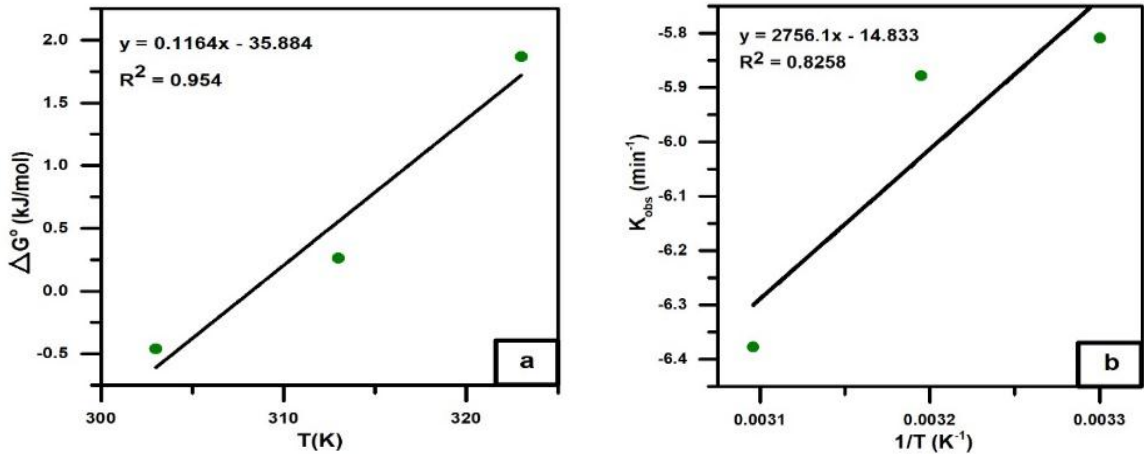 y = 0.1164x - 35.884
R² = 0.954
2.0
1.5
1.0
0.5
0.0
-0.5
ΔG° (kJ/mol)
300
310
320
T(K)
a
y = 2756.1x - 14.833
R² = 0.8258
-5.8
-5.9
-6.0
-6.1
-6.2
-6.3
-6.4
K_obs (min⁻¹)
0.0031
0.0032
0.0033
1/T (K⁻¹)
b